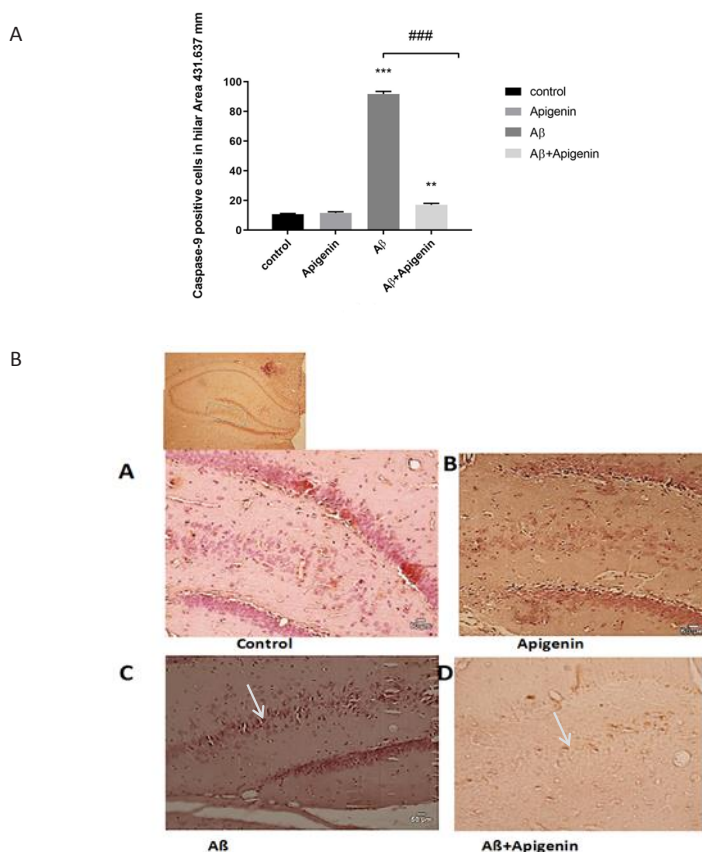 A
###
***
**
Caspase-9 positive cells in hilar Area 431.637 mm
100
80
60
40
20
0
control
Apigenin
Aβ
Aβ+Apigenin
control
Apigenin
Aβ
Aβ+Apigenin
B
A
B
Control
Apigenin
C
D
50 µm
Aß
Aß+Apigenin